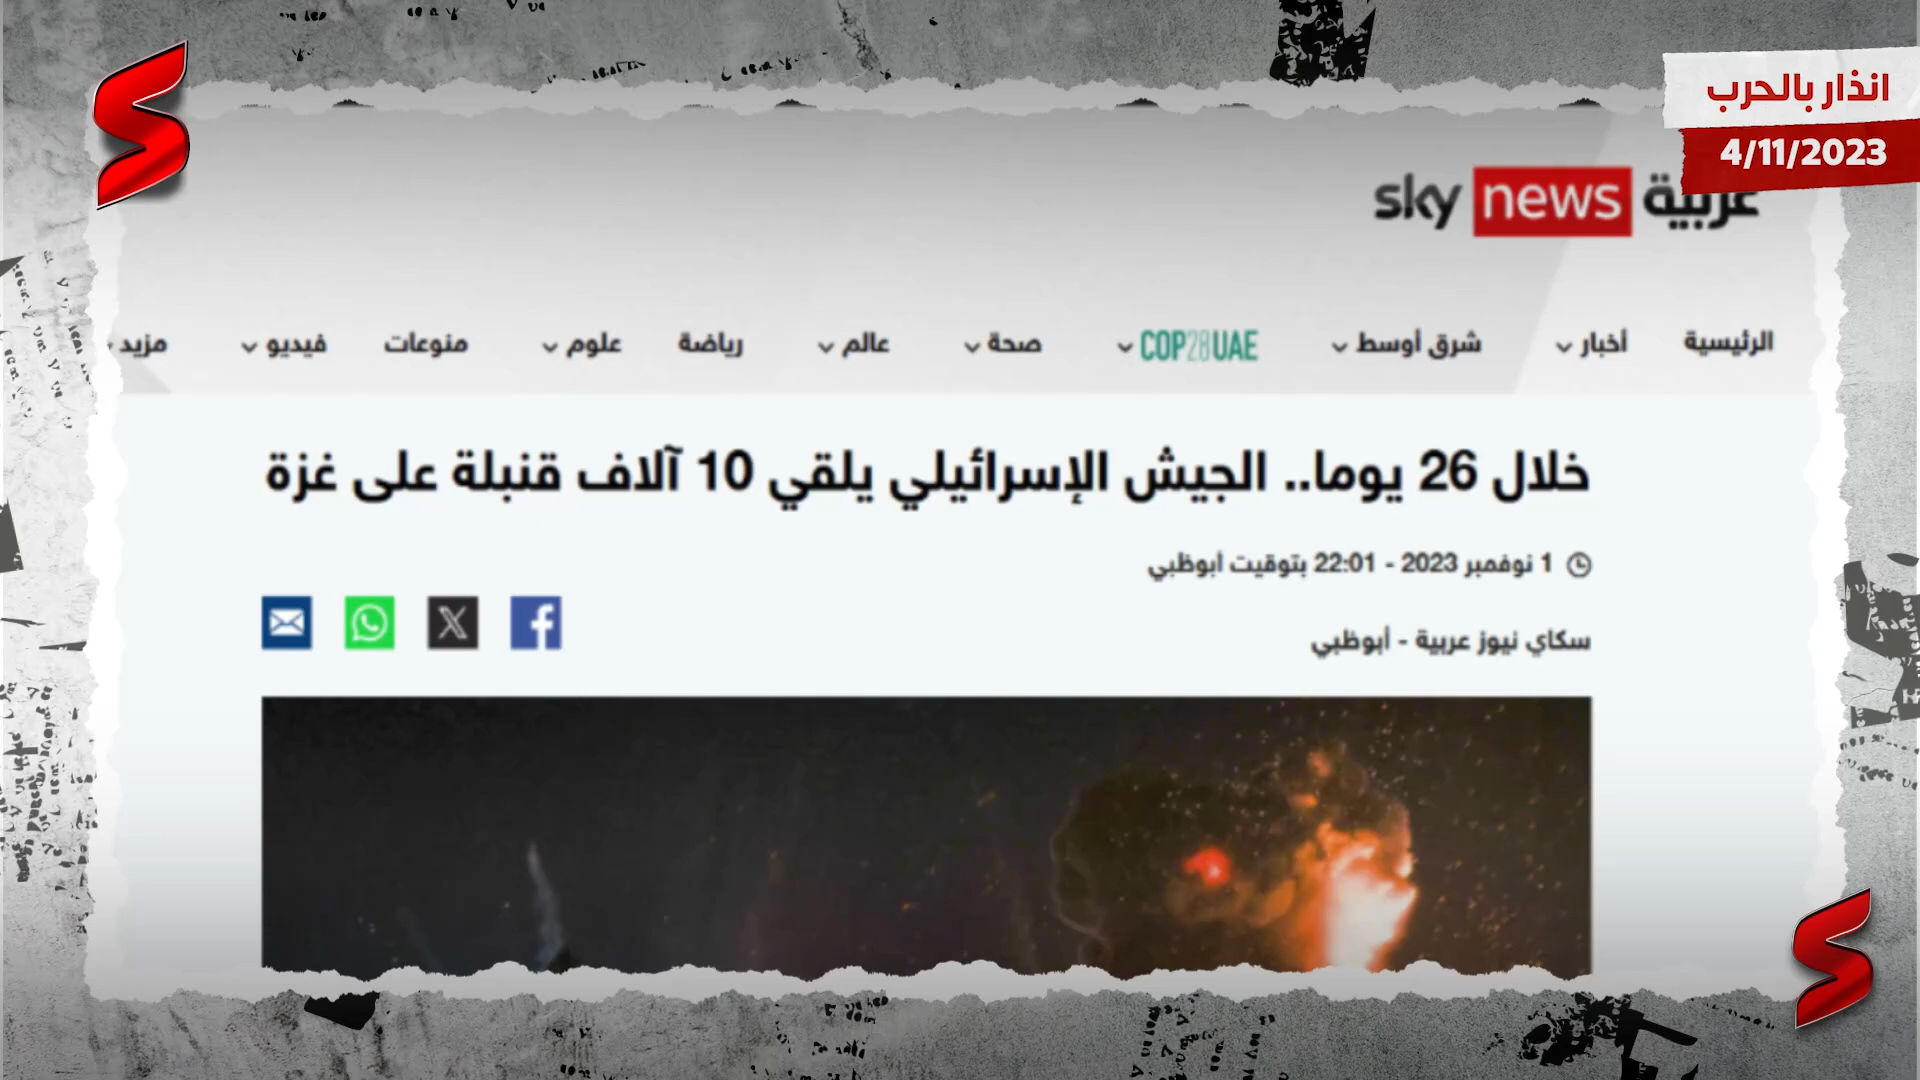 انذار بالحرب
4/11/2023
sky news عربية
الرئيسية أخبار شرق أوسط COP28UAE صحة عالم رياضة علوم منوعات فيديو مزيد
خلال 26 يوما.. الجيش الإسرائيلي يلقي 10 آلاف قنبلة على غزة
1 نوفمبر 2023 - 22:01 بتوقيت أبوظبي
سكاي نيوز عربية - أبوظبي